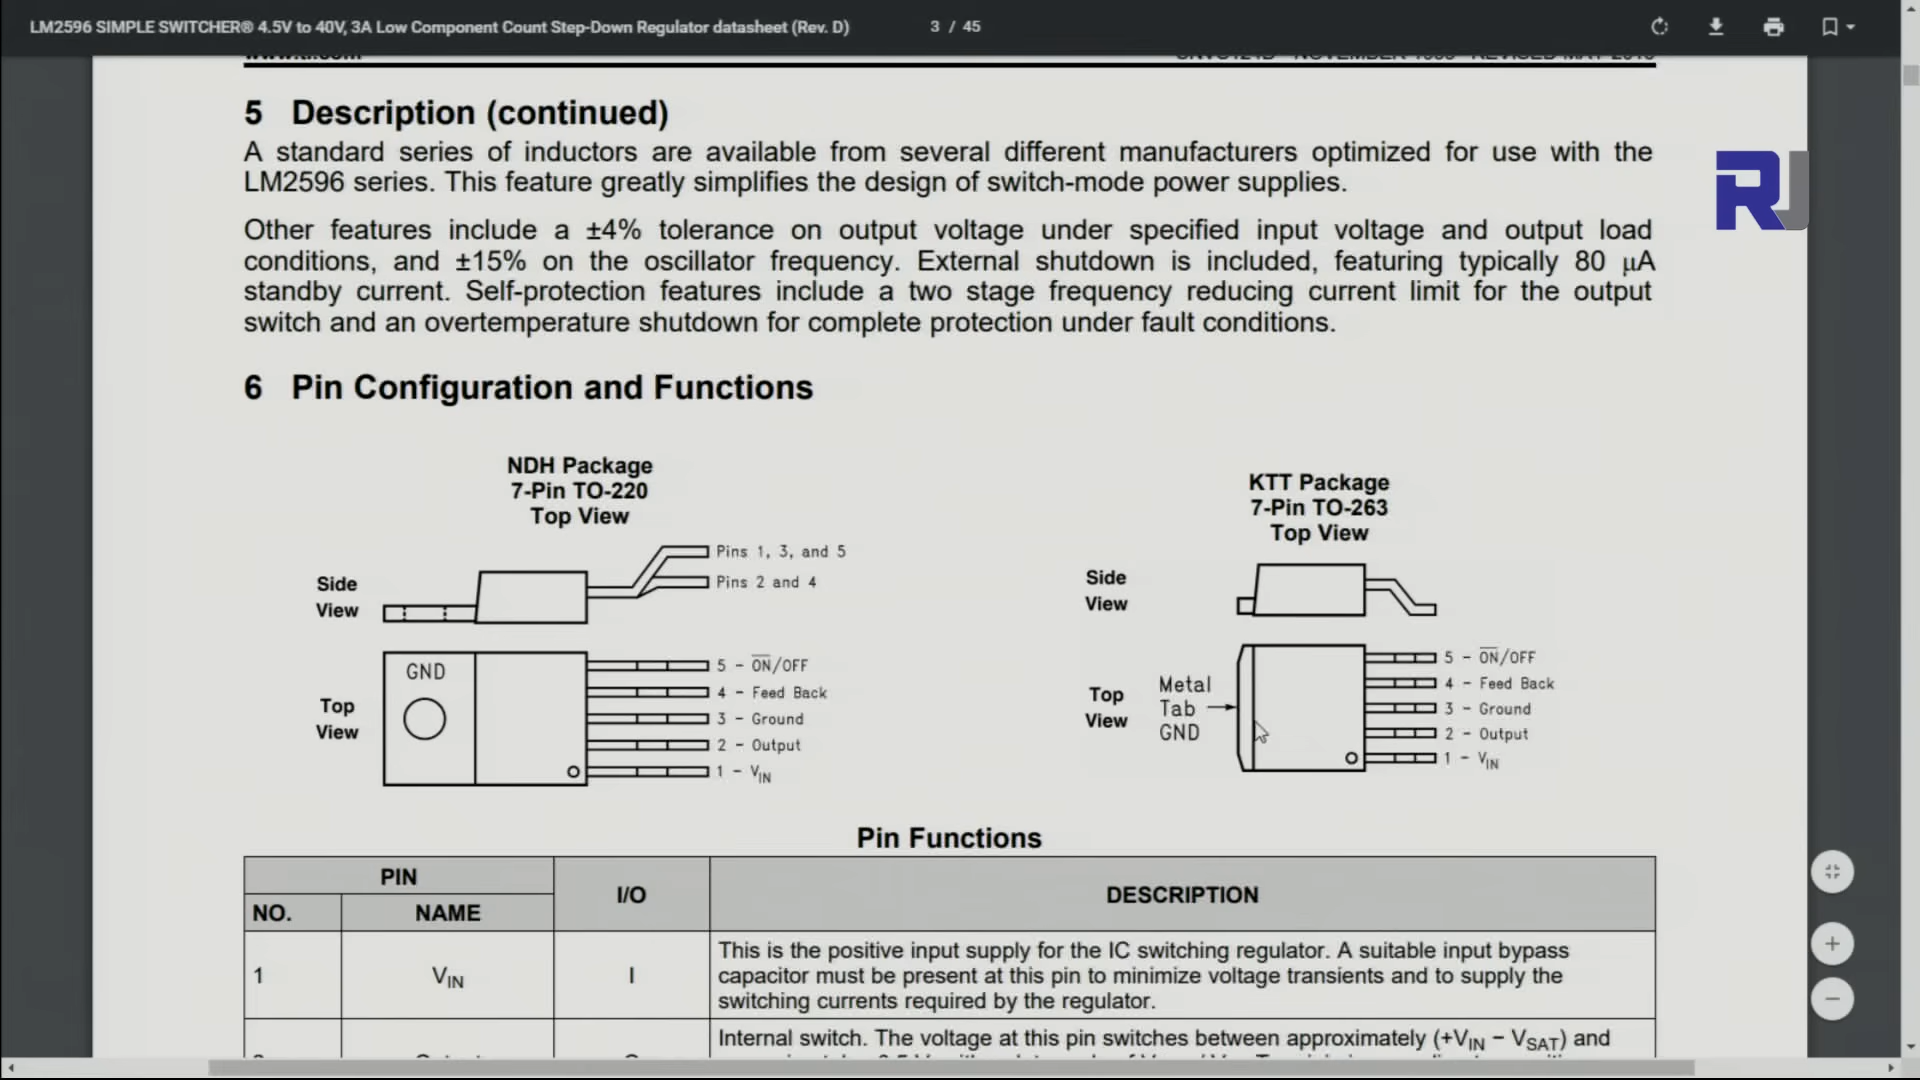 LM2596 SIMPLE SWITCHER® 4.5V to 40V, 3A Low Component Count Step-Down Regulator datasheet (Rev. D)
3 / 45
5 Description (continued)
A standard series of inductors are available from several different manufacturers optimized for use with the
LM2596 series. This feature greatly simplifies the design of switch-mode power supplies.
Other features include a ±4% tolerance on output voltage under specified input voltage and output load
conditions, and ±15% on the oscillator frequency. External shutdown is included, featuring typically 80 μA
standby current. Self-protection features include a two stage frequency reducing current limit for the output
switch and an overtemperature shutdown for complete protection under fault conditions.
RJ
6 Pin Configuration and Functions
NDH Package
7-Pin TO-220
Top View
Side
View
Pins 1, 3, and 5
Pins 2 and 4
Top
View
GND
5 - O̅N̅/OFF
4 - Feed Back
3 - Ground
2 - Output
1 - VIN
KTT Package
7-Pin TO-263
Top View
Side
View
Top
View
Metal
Tab
GND
5 - O̅N̅/OFF
4 - Feed Back
3 - Ground
2 - Output
1 - VIN
Pin Functions
PIN
I/O
DESCRIPTION
NO.
NAME
1
VIN
I
This is the positive input supply for the IC switching regulator. A suitable input bypass
capacitor must be present at this pin to minimize voltage transients and to supply the
switching currents required by the regulator.
Internal switch. The voltage at this pin switches between approximately (+VIN − VSAT) and